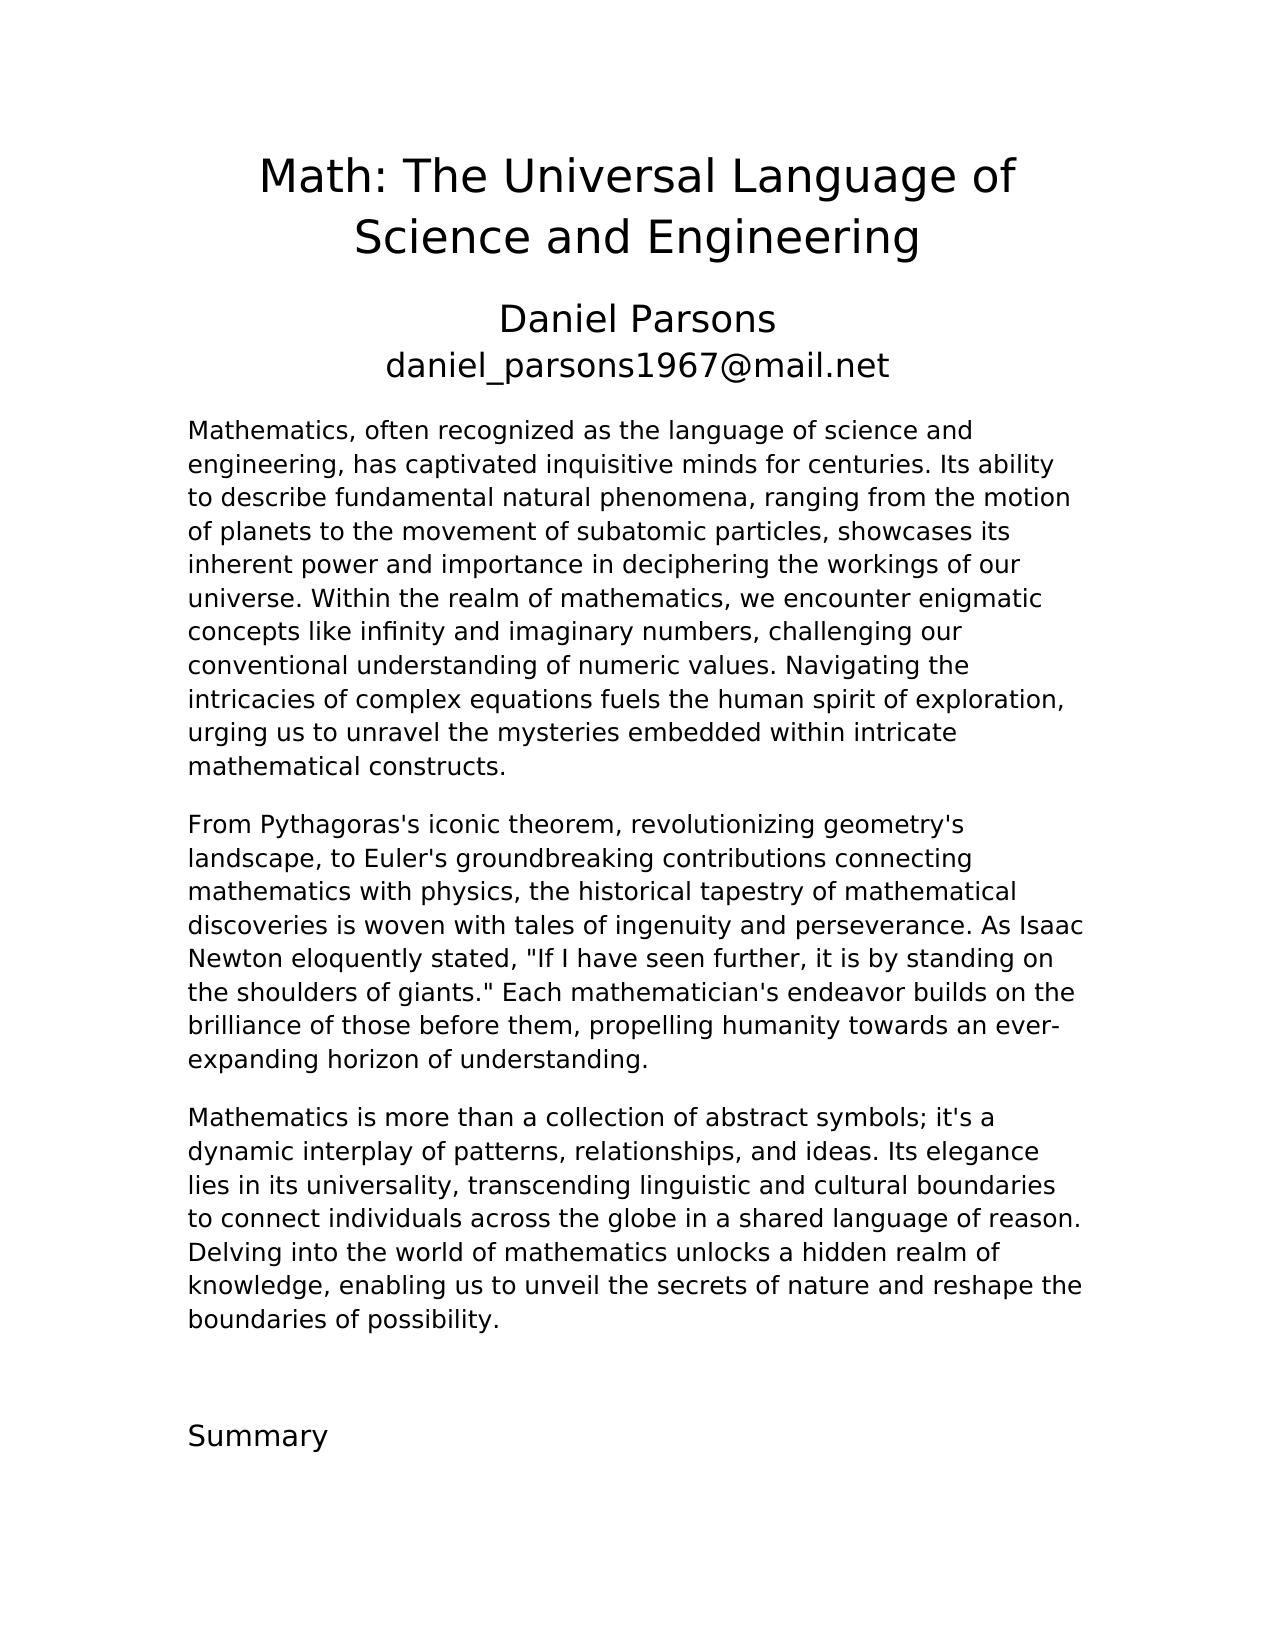 Math: The Universal Language of
Science and Engineering
Daniel Parsons
daniel_parsons1967@mail.net
Mathematics, often recognized as the language of science and
engineering, has captivated inquisitive minds for centuries. Its ability
to describe fundamental natural phenomena, ranging from the motion
of planets to the movement of subatomic particles, showcases its
inherent power and importance in deciphering the workings of our
universe. Within the realm of mathematics, we encounter enigmatic
concepts like infinity and imaginary numbers, challenging our
conventional understanding of numeric values. Navigating the
intricacies of complex equations fuels the human spirit of exploration,
urging us to unravel the mysteries embedded within intricate
mathematical constructs.
From Pythagoras's iconic theorem, revolutionizing geometry's
landscape, to Euler's groundbreaking contributions connecting
mathematics with physics, the historical tapestry of mathematical
discoveries is woven with tales of ingenuity and perseverance. As Isaac
Newton eloquently stated, "If I have seen further, it is by standing on
the shoulders of giants." Each mathematician's endeavor builds on the
brilliance of those before them, propelling humanity towards an ever-
expanding horizon of understanding.
Mathematics is more than a collection of abstract symbols; it's a
dynamic interplay of patterns, relationships, and ideas. Its elegance
lies in its universality, transcending linguistic and cultural boundaries
to connect individuals across the globe in a shared language of reason.
Delving into the world of mathematics unlocks a hidden realm of
knowledge, enabling us to unveil the secrets of nature and reshape the
boundaries of possibility.
Summary